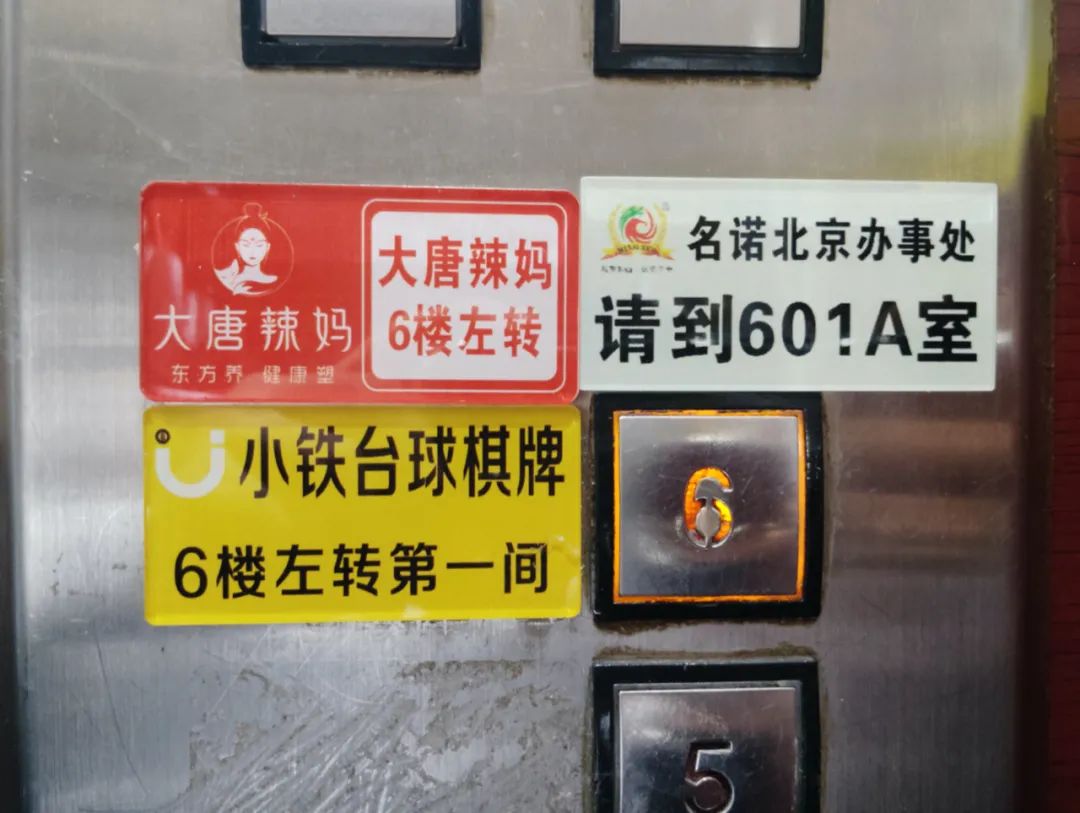 大唐辣妈
东方养 健康塑
大唐辣妈
6楼左转
名诺北京办事处
请到601A室
小铁台球棋牌
6楼左转第一间
6
5